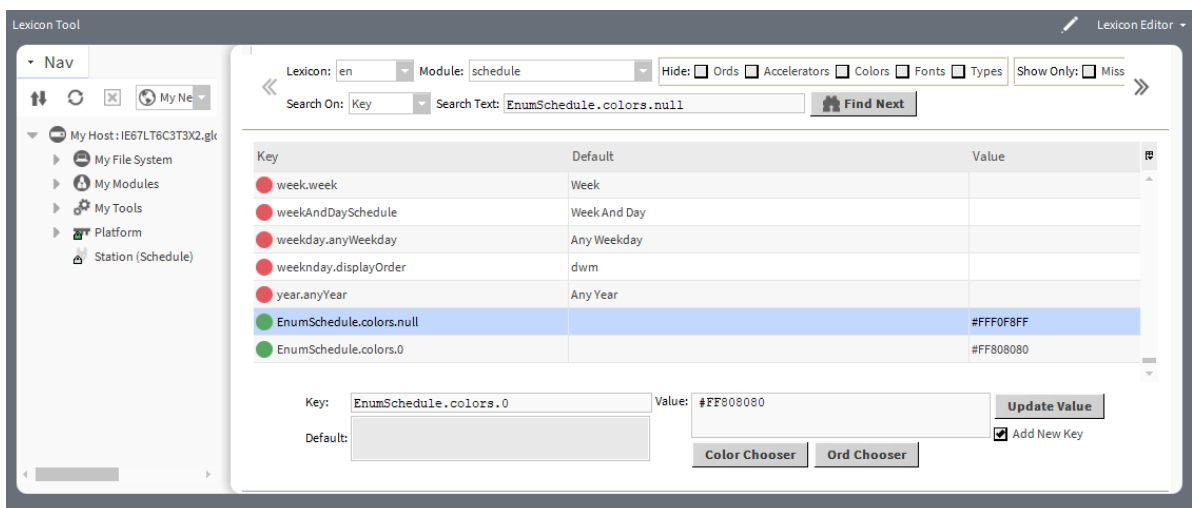 Lexicon Tool
Lexicon Editor
Nav
My Ne
My Host : IE67LT6C3T3X2.glo
My File System
My Modules
My Tools
Platform
Station (Schedule)
Lexicon: en Module: schedule Hide: Ords Accelerators Colors Fonts Types Show Only: Miss
Search On: Key Search Text: EnumSchedule.colors.null Find Next
Key Default Value
week.week Week
weekAndDaySchedule Week And Day
weekday.anyWeekday Any Weekday
weeknday.displayOrder dwm
year.anyYear Any Year
EnumSchedule.colors.null #FFF0F8FF
EnumSchedule.colors.0 #FF808080
Key: EnumSchedule.colors.0 Value: #FF808080 Update Value
Default: Add New Key
Color Chooser Ord Chooser